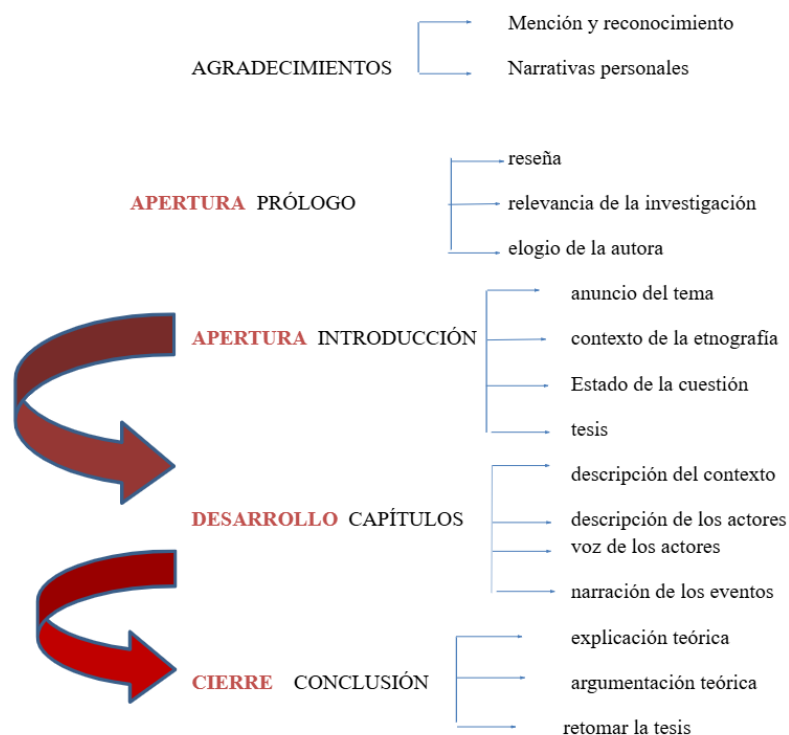 Mención y reconocimiento
AGRADECIMIENTOS
Narrativas personales
reseña
APERTURA PRÓLOGO
relevancia de la investigación
elogio de la autora
anuncio del tema
APERTURA INTRODUCCIÓN
contexto de la etnografía
Estado de la cuestión
tesis
descripción del contexto
DESARROLLO CAPÍTULOS
descripción de los actores
voz de los actores
narración de los eventos
explicación teórica
CIERRE CONCLUSIÓN
argumentación teórica
retomar la tesis